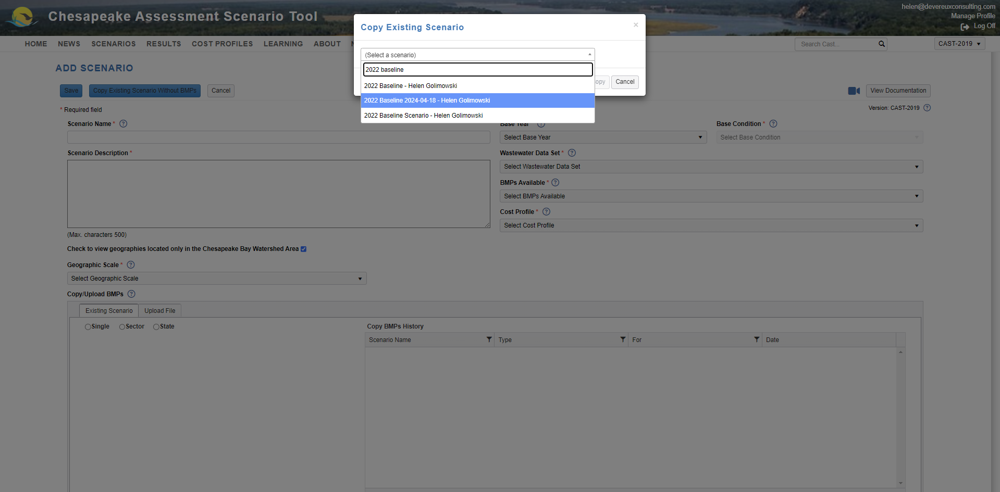 Chesapeake Assessment Scenario Tool
helen@devereuxconsulting.com
Manage Profile
Log Off
HOME NEWS SCENARIOS RESULTS COST PROFILES LEARNING ABOUT
Search Cast...
CAST-2019
Copy Existing Scenario
×
(Select a scenario)
2022 baseline
2022 Baseline - Helen Golimowski
2022 Baseline 2024-04-18 - Helen Golimowski
2022 Baseline Scenario - Helen Golimowski
opy Cancel
ADD SCENARIO
Save Copy Existing Scenario Without BMPs Cancel
View Documentation
* Required field
Version: CAST-2019 ?
Scenario Name * ?
Base Year ?
Base Condition * ?
Select Base Year
Select Base Condition
Scenario Description *
Wastewater Data Set * ?
Select Wastewater Data Set
BMPs Available * ?
Select BMPs Available
Cost Profile * ?
Select Cost Profile
(Max. characters 500)
Check to view geographies located only in the Chesapeake Bay Watershed Area
Geographic Scale * ?
Select Geographic Scale
Copy/Upload BMPs ?
Existing Scenario Upload File
Single Sector State
Copy BMPs History
Scenario Name Type For Date